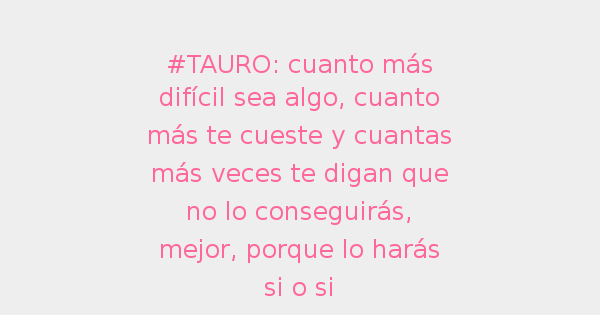 #TAURO: cuanto más
difícil sea algo, cuanto
más te cueste y cuantas
más veces te digan que
no lo conseguirás,
mejor, porque lo harás
si o si